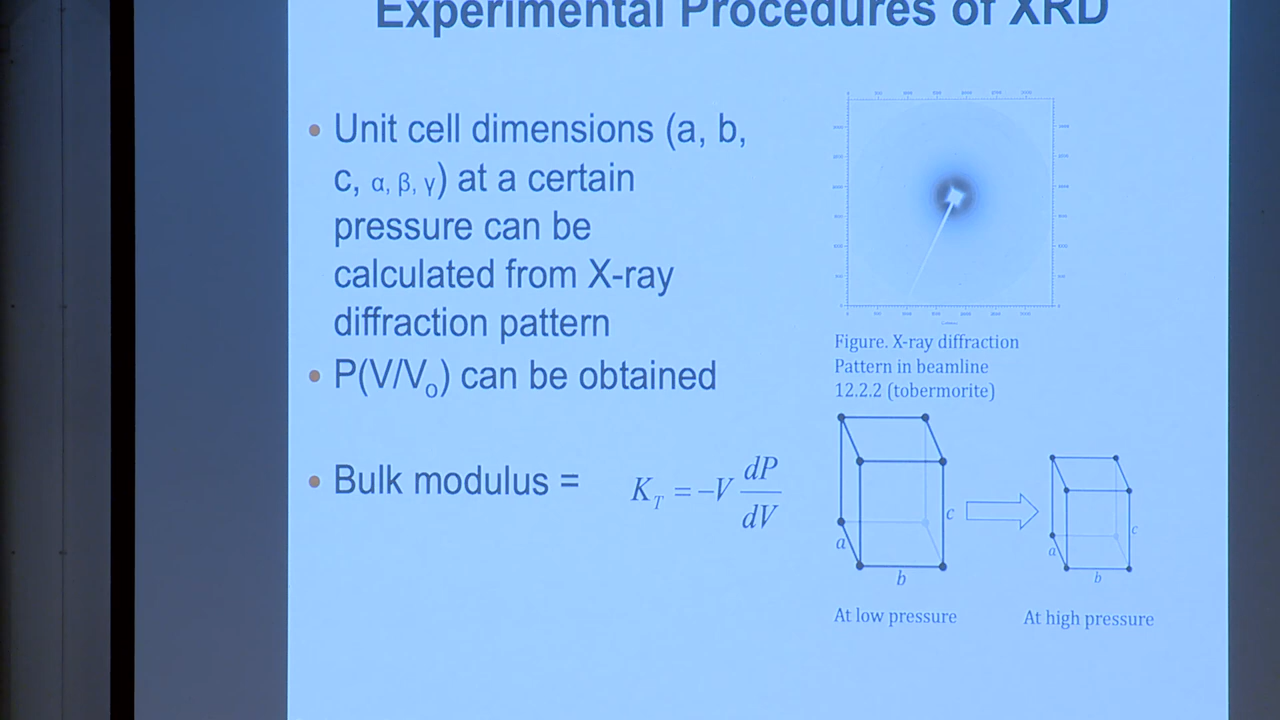 Experimental Procedures of XRD
• Unit cell dimensions (a, b,
c, α, β, γ) at a certain
pressure can be
calculated from X-ray
diffraction pattern
• P(V/Vo) can be obtained
• Bulk modulus = K_T = –V dP/dV
Figure. X-ray diffraction
Pattern in beamline
12.2.2 (tobermorite)
a
b
c
a
b
c
At low pressure
At high pressure